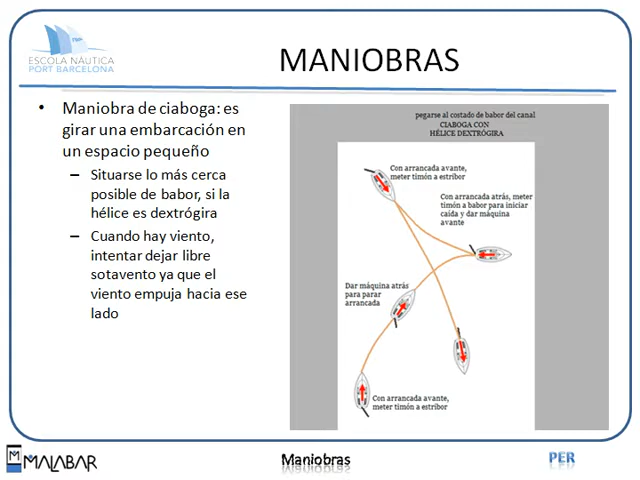 ESCOLA NÀUTICA
PORT BARCELONA
MANIOBRAS
• Maniobra de ciaboga: es
girar una embarcación en
un espacio pequeño
– Situarse lo más cerca
posible de babor, si la
hélice es dextrógira
– Cuando hay viento,
intentar dejar libre
sotavento ya que el
viento empuja hacia ese
lado
pegarse al costado de babor del canal
CIABOGA CON
HÉLICE DEXTRÓGIRA
Con arrancada avante,
meter timón a estribor
Con arrancada atrás, meter
timón a babor para iniciar
caída y dar máquina
avante
Dar máquina atrás
para parar
arrancada
Con arrancada avante,
meter timón a estribor
MALABAR
Maniobras
PER